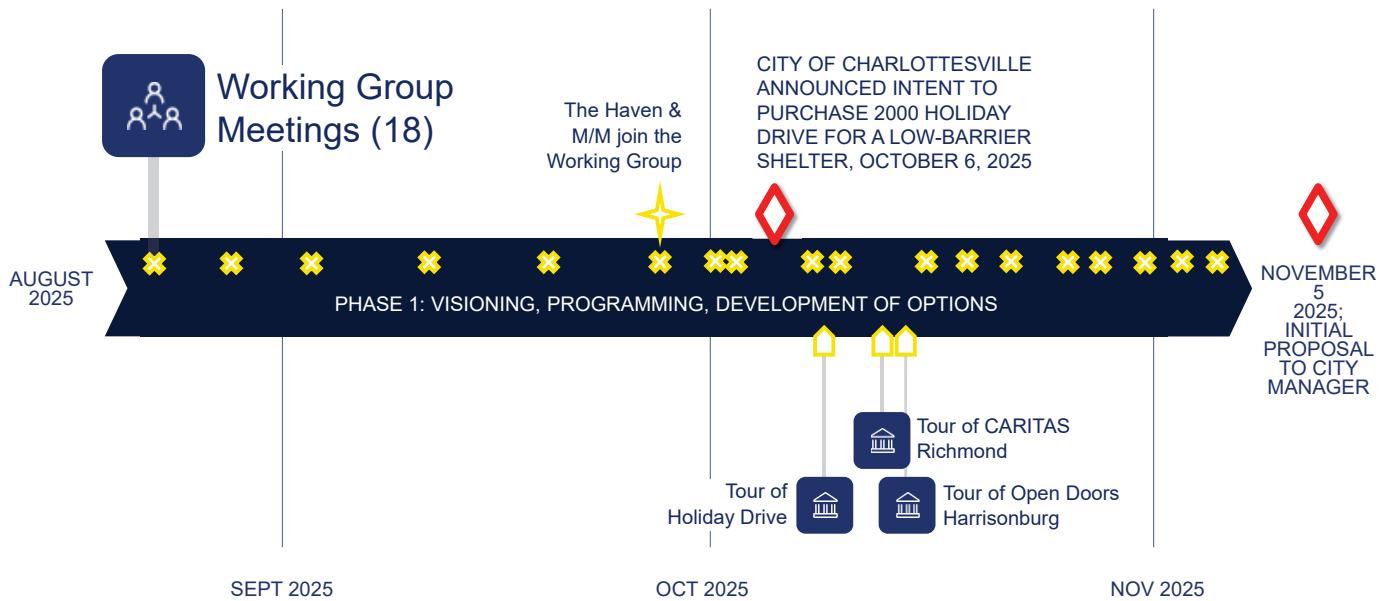 Working Group
Meetings (18)
The Haven &
M/M join the
Working Group
CITY OF CHARLOTTESVILLE
ANNOUNCED INTENT TO
PURCHASE 2000 HOLIDAY
DRIVE FOR A LOW-BARRIER
SHELTER, OCTOBER 6, 2025
AUGUST
2025
PHASE 1: VISIONING, PROGRAMMING, DEVELOPMENT OF OPTIONS
NOVEMBER
5
2025;
INITIAL
PROPOSAL
TO CITY
MANAGER
Tour of CARITAS
Richmond
Tour of
Holiday Drive
Tour of Open Doors
Harrisonburg
SEPT 2025
OCT 2025
NOV 2025